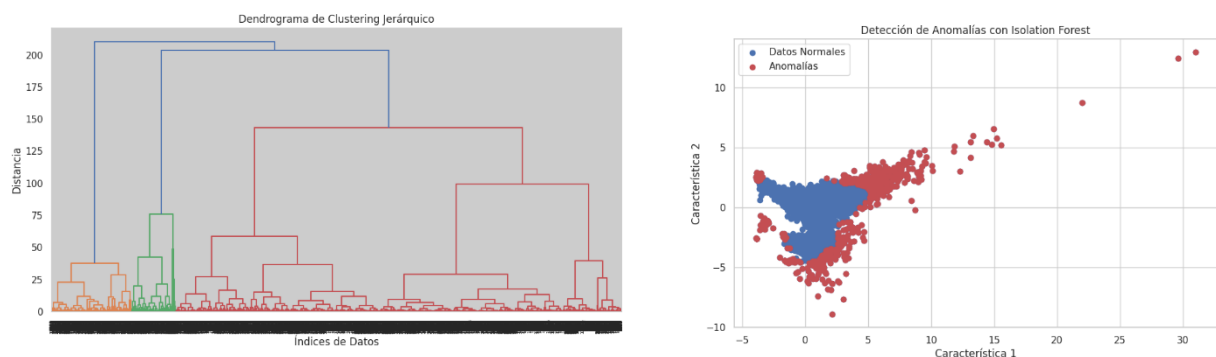 Dendrograma de Clustering Jerárquico
200
175
150
125
100
75
50
25
0
Distancia
Índices de Datos
Detección de Anomalías con Isolation Forest
Datos Normales
Anomalías
10
5
0
−5
−10
Característica 2
−5
0
5
10
15
20
25
30
Característica 1